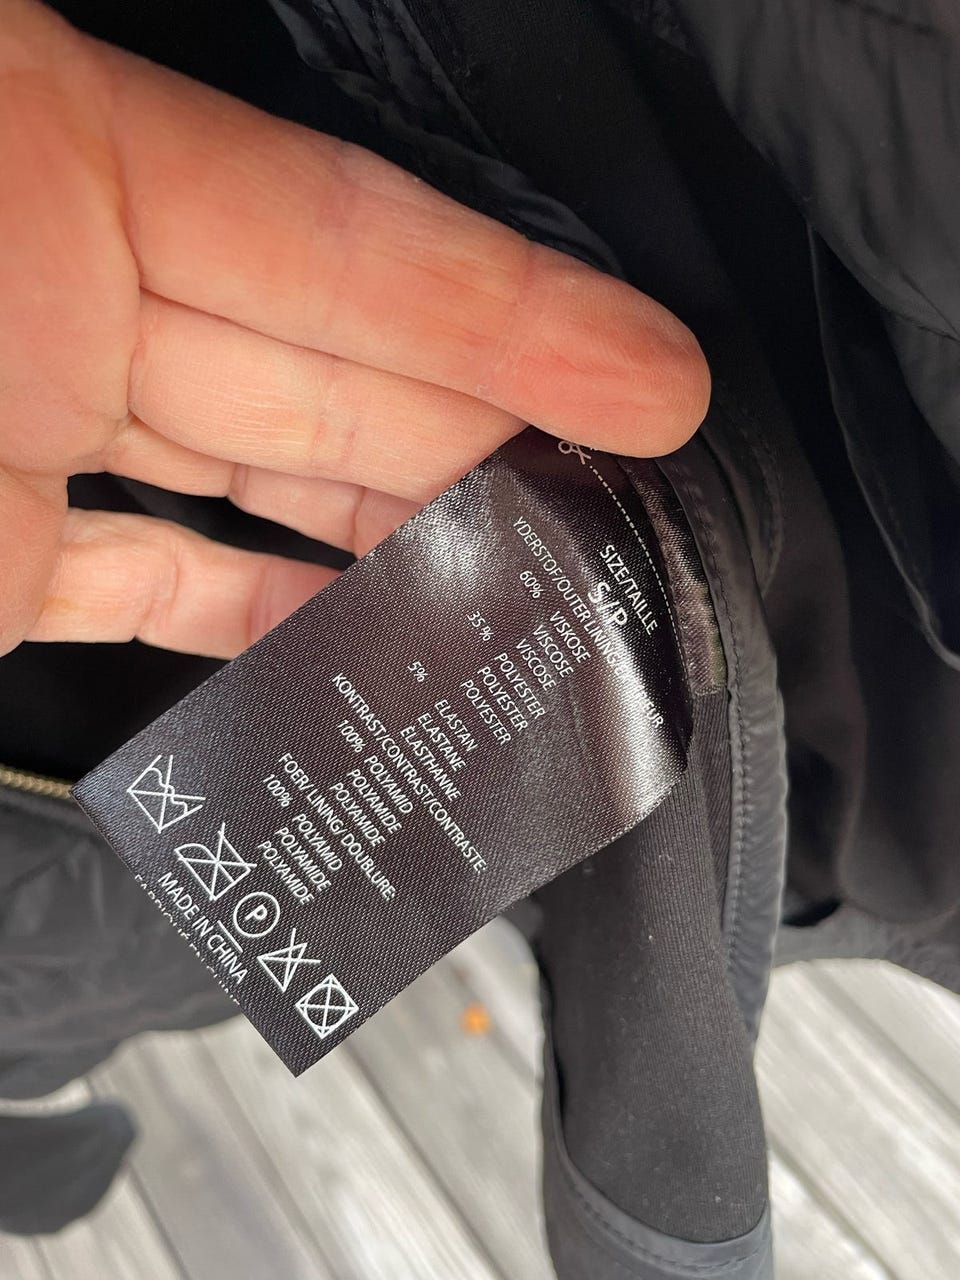 SIZE/TAILLE
S/P
YDERSTOF/OUTER LINING/
60% VISKOSE
VISCOSE
VISCOSE
35% POLYESTER
POLYESTER
POLYESTER
5% ELASTAN
ELASTANE
ELASTHANE
KONTRAST/CONTRAST/CONTRASTE:
100% POLYAMID
POLYAMIDE
POLYAMIDE
FOER/LINING/DOUBLURE:
100% POLYAMID
POLYAMIDE
POLYAMIDE
P
MADE IN CHINA